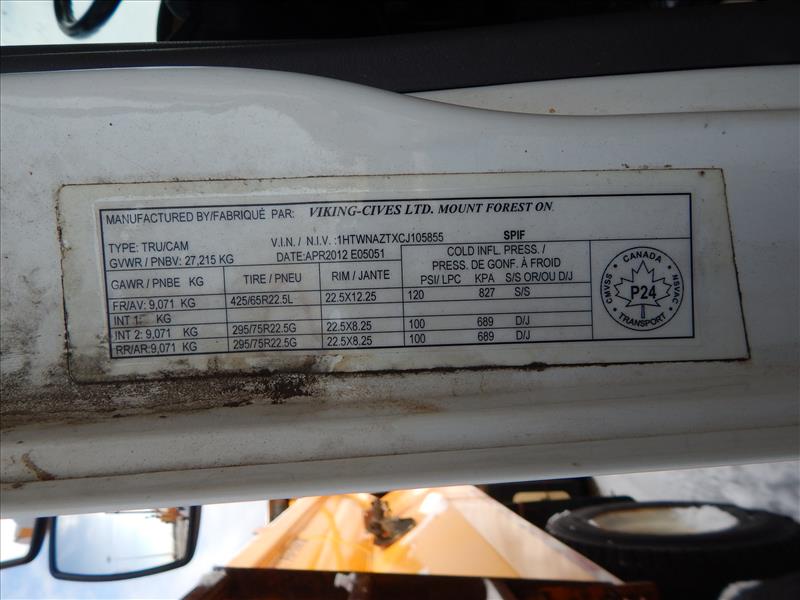 MANUFACTURED BY/FABRIQUÉ PAR: VIKING-CIVES LTD. MOUNT FOREST ON.
TYPE: TRU/CAM V.I.N. / N.I.V. :1HTWNAZTXCJ105855 SPIF
GVWR / PNBV: 27,215 KG DATE:APR2012 E05051
GAWR / PNBE KG TIRE / PNEU RIM / JANTE COLD INFL. PRESS. /
PRESS. DE GONF. À FROID
PSI/ LPC KPA S/S OR/OU D/J
FR/AV: 9,071 KG 425/65R22.5L 22.5X12.25 120 827 S/S
INT 1: KG
INT 2: 9,071 KG 295/75R22.5G 22.5X8.25 100 689 D/J
RR/AR:9,071 KG 295/75R22.5G 22.5X8.25 100 689 D/J
CANADA
CMVSS P24 NSVAC
TRANSPORT